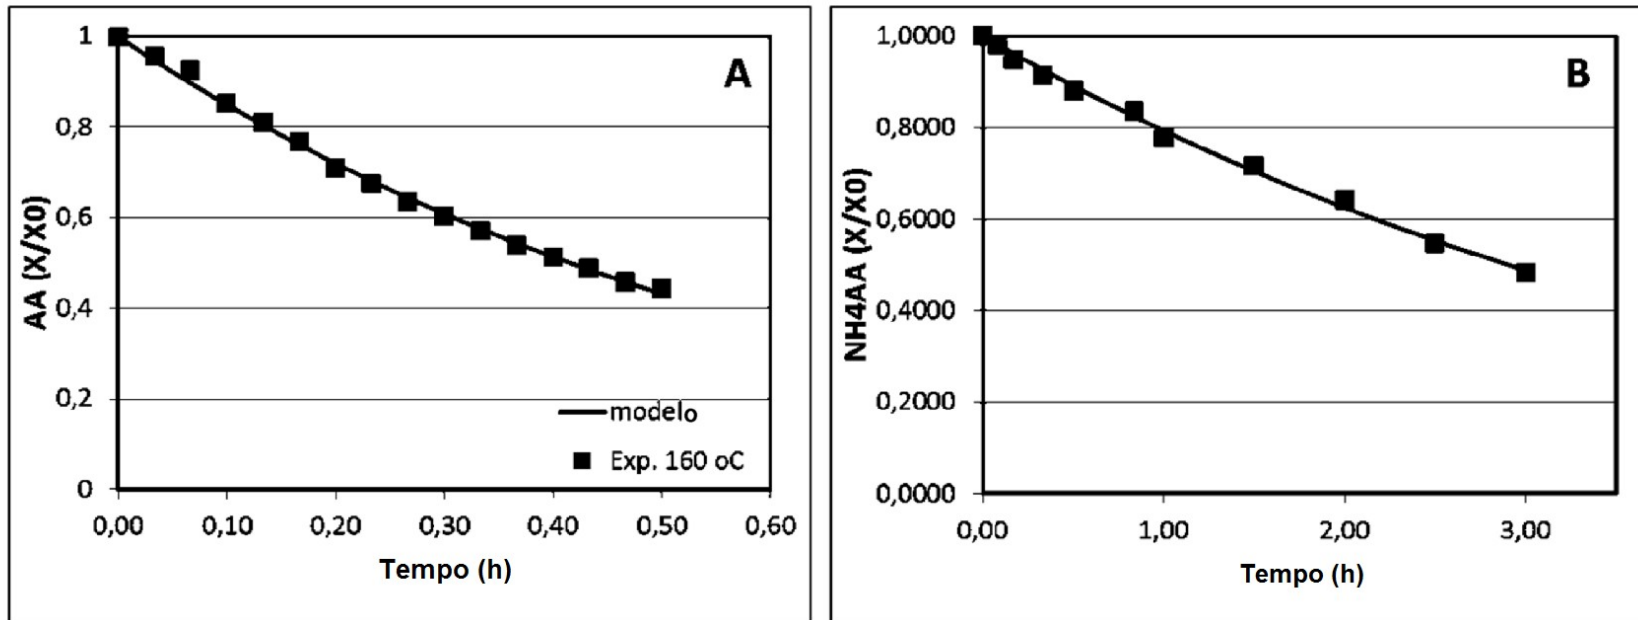 A
AA (X/X0)
1
0,8
0,6
0,4
0,2
0
modelo
Exp. 160 oC
0,00 0,10 0,20 0,30 0,40 0,50 0,60
Tempo (h)
B
NH4AA (X/X0)
1,0000
0,8000
0,6000
0,4000
0,2000
0,0000
0,00 1,00 2,00 3,00
Tempo (h)